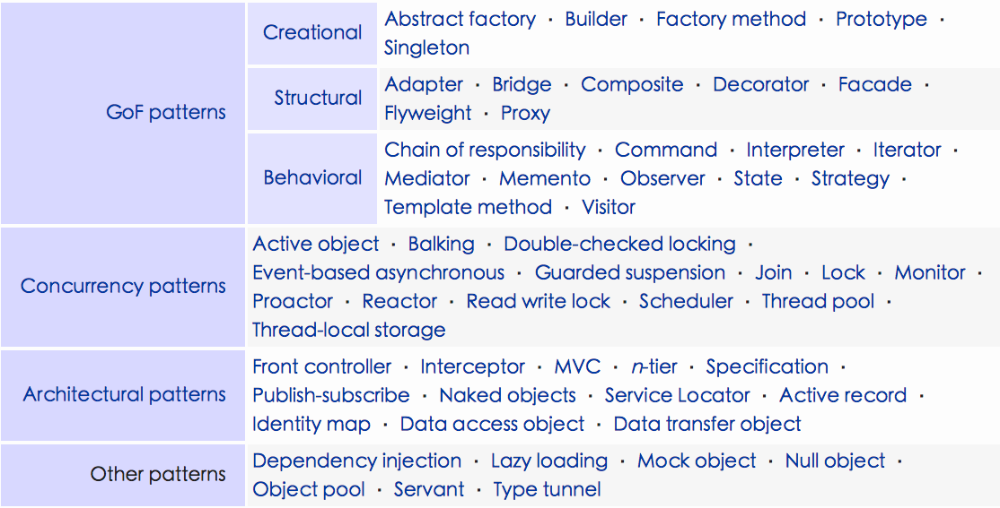 GoF patterns
Creational
Abstract factory · Builder · Factory method · Prototype ·
Singleton
Structural
Adapter · Bridge · Composite · Decorator · Facade ·
Flyweight · Proxy
Behavioral
Chain of responsibility · Command · Interpreter · Iterator ·
Mediator · Memento · Observer · State · Strategy ·
Template method · Visitor
Concurrency patterns
Active object · Balking · Double-checked locking ·
Event-based asynchronous · Guarded suspension · Join · Lock · Monitor ·
Proactor · Reactor · Read write lock · Scheduler · Thread pool ·
Thread-local storage
Architectural patterns
Front controller · Interceptor · MVC · n-tier · Specification ·
Publish-subscribe · Naked objects · Service Locator · Active record ·
Identity map · Data access object · Data transfer object
Other patterns
Dependency injection · Lazy loading · Mock object · Null object ·
Object pool · Servant · Type tunnel